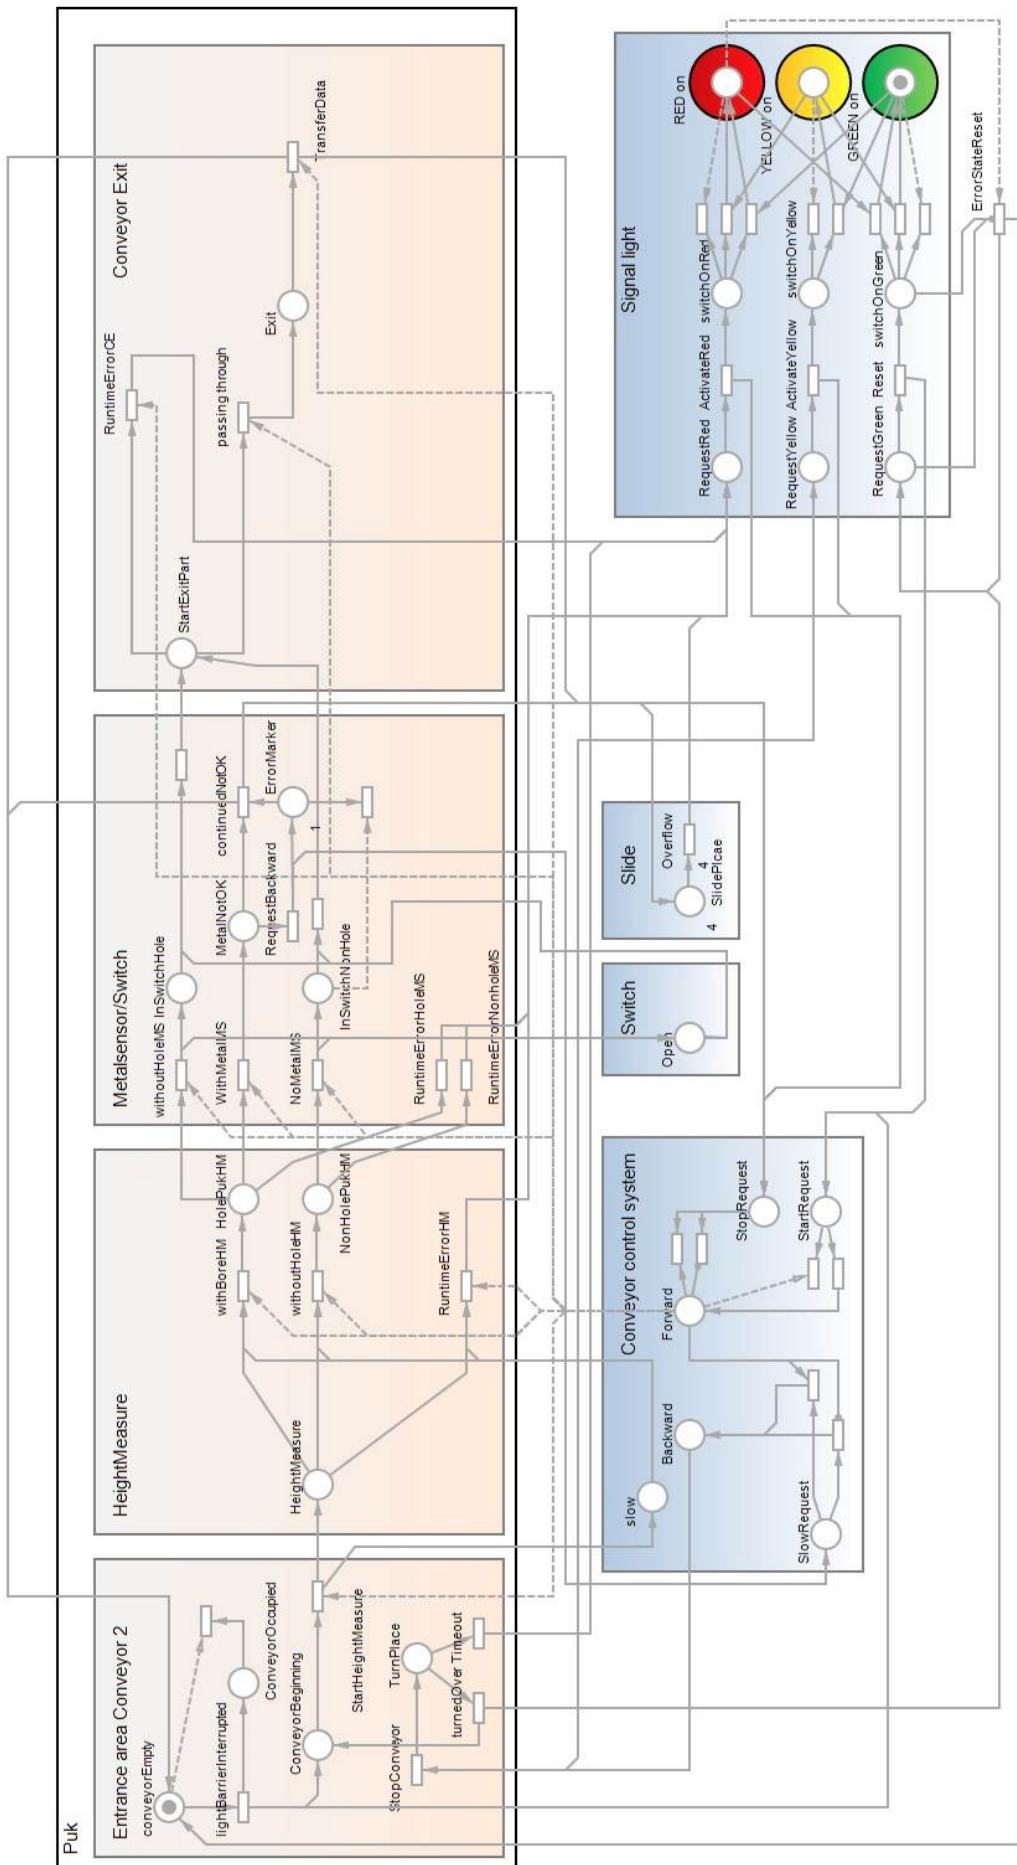 Puk
Entrance area Conveyor 2
conveyorEmpty
lightBarrierInterrupted
ConveyorOccupied
ConveyorBeginning
StartHeightMeasure
StopConveyor
TurnPlace
turnedOver
Timeout
HeightMeasure
HeightMeasure
withBoreHM
HolePukHM
withoutHoleHM
NonHolePukHM
RuntimeErrorHM
Metalsensor/Switch
withoutHoleMS
InSwitchHole
WithMetalMS
MetalNotOK
continuedNotOK
RequestBackward
ErrorMarker
1
NoMetalMS
InSwitchNonHole
RuntimeErrorHoleMS
RuntimeErrorNonholeMS
Conveyor Exit
StartExitPart
RuntimeErrorCE
passing through
Exit
TransferData
Conveyor control system
slow
Backward
Forward
SlowRequest
StopRequest
StartRequest
Switch
Open
Slide
Overflow
4
SlidePlcae
4
Signal light
RequestRed
ActivateRed
switchOnRed
RED on
RequestYellow
ActivateYellow
switchOnYellow
YELLOW on
RequestGreen
Reset
switchOnGreen
GREEN on
ErrorStateReset